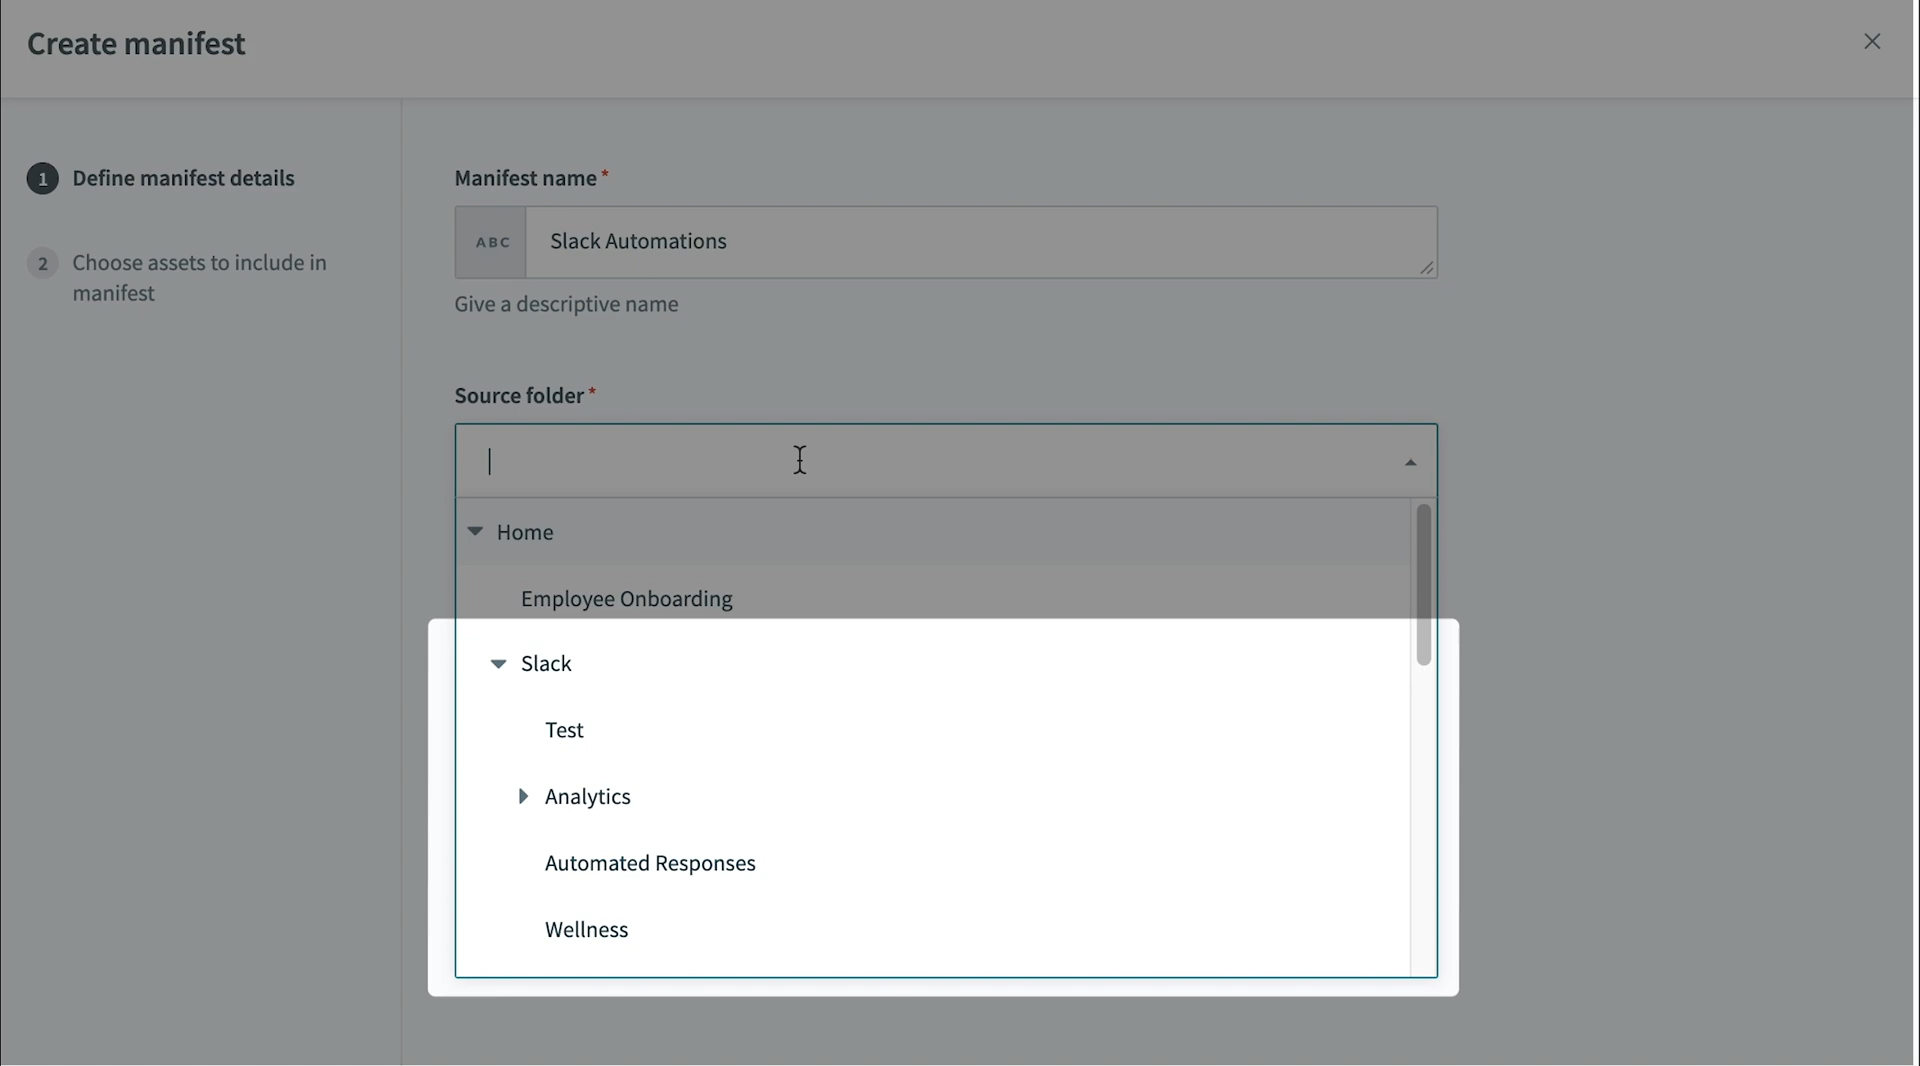 Create manifest
1 Define manifest details
2 Choose assets to include in
manifest
Manifest name*
ABC Slack Automations
Give a descriptive name
Source folder*
Home
Employee Onboarding
Slack
Test
Analytics
Automated Responses
Wellness